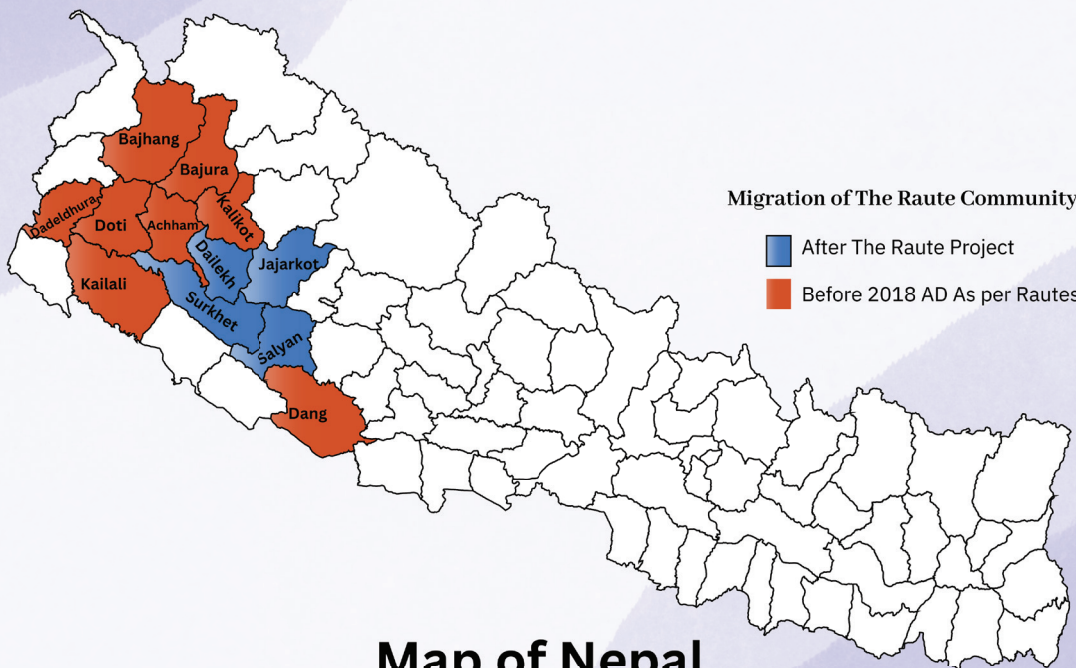 Bajhang
Bajura
Dadeldhura
Doti
Achham
Kalikot
Dailekh
Jajarkot
Kailali
Surkhet
Salyan
Dang
Migration of The Raute Community
After The Raute Project
Before 2018 AD As per Rautes
Map of Nepal